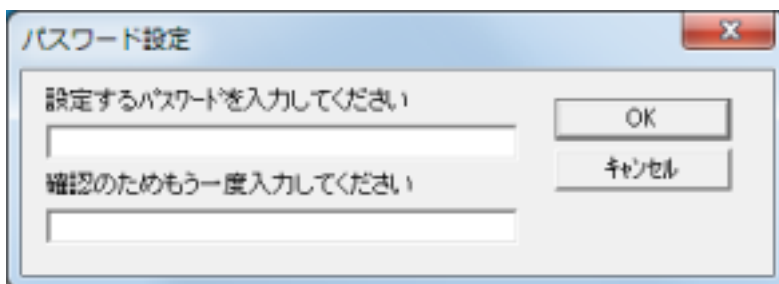 パスワード設定
設定するﾊﾟｽﾜｰﾄﾞを入力してください
OK
確認のためもう一度入力してください
ｷｬﾝｾﾙ